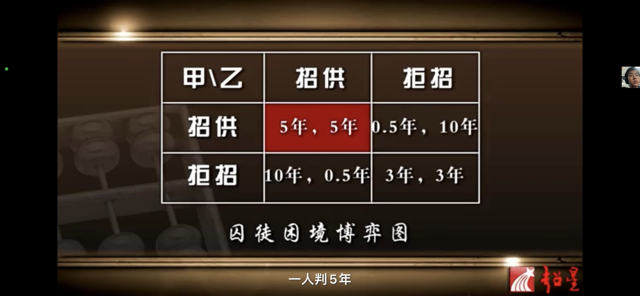 甲\乙 招供 拒招
招供 5年，5年 0.5年，10年
拒招 10年，0.5年 3年，3年
囚徒困境博弈图
一人判5年
超星